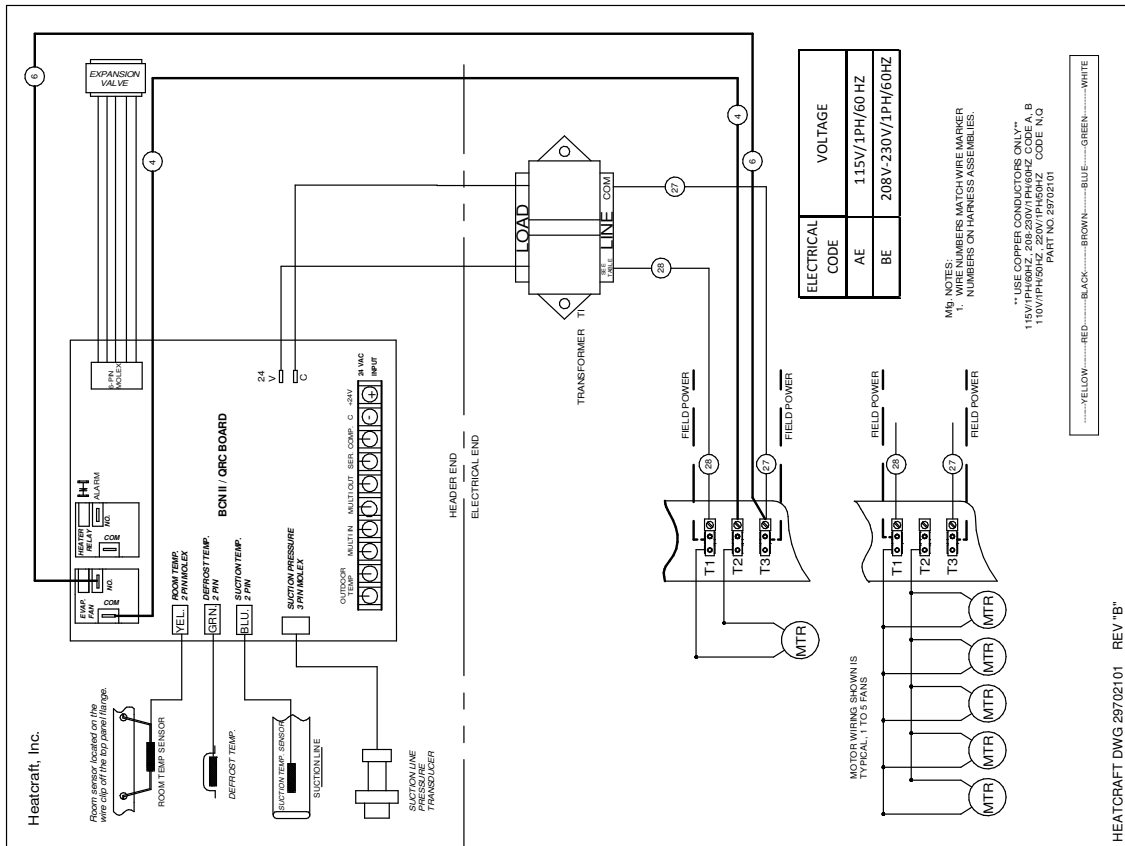 Heatcraft, Inc.
Room sensor located on the
wire clip off the top panel flange.
ROOM TEMP SENSOR
DEFROST TEMP.
SUCTION TEMP. SENSOR
SUCTION LINE
SUCTION LINE
PRESSURE
TRANSDUCER
6
4
EXPANSION
VALVE
5-PIN
MOLEX
EVAP.
FAN
NO.
COM
HEATER
RELAY
NO.
COM
ALARM
ROOM TEMP.
2 PIN MOLEX
YEL.
DEFROST TEMP.
2 PIN
GRN.
SUCTION TEMP.
2 PIN
BLU.
SUCTION PRESSURE
3 PIN MOLEX
BCN II / QRC BOARD
24
V
C
OUTDOOR
TEMP
MULTI IN
MULTI OUT
SER. COMP.
C
+24V
- +
24 VAC
INPUT
HEADER END
ELECTRICAL END
LOAD
LINE
SEE
TABLE
COM
TRANSFORMER
T1
28
27
4
6
FIELD POWER
28
27
FIELD POWER
T1
T2
T3
MTR
FIELD POWER
28
27
FIELD POWER
T1
T2
T3
MOTOR WIRING SHOWN IS
TYPICAL, 1 TO 5 FANS
MTR
MTR
MTR
MTR
MTR
ELECTRICAL
CODE
VOLTAGE
AE
115V/1PH/60 HZ
BE
208V-230V/1PH/60HZ
Mfg. NOTES:
1. WIRE NUMBERS MATCH WIRE MARKER
NUMBERS ON HARNESS ASSEMBLIES.
** USE COPPER CONDUCTORS ONLY**
115V/1PH/60HZ, 208-230V/1PH/60HZ CODE A, B
110V/1PH/50HZ, 220V/1PH/50HZ CODE N,Q
PART NO. 29702101
YELLOW RED BLACK BROWN BLUE GREEN WHITE
HEATCRAFT DWG 29702101 REV "B"